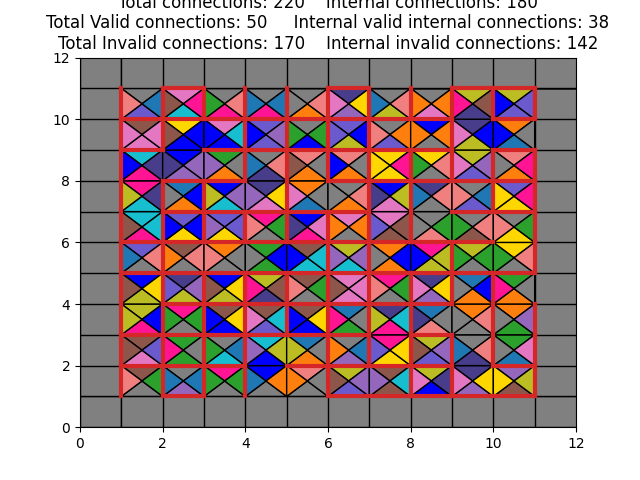 Total connections: 220    Internal connections: 180
Total Valid connections: 50    Internal valid internal connections: 38
Total Invalid connections: 170    Internal invalid connections: 142
12
10
8
6
4
2
0
0 2 4 6 8 10 12